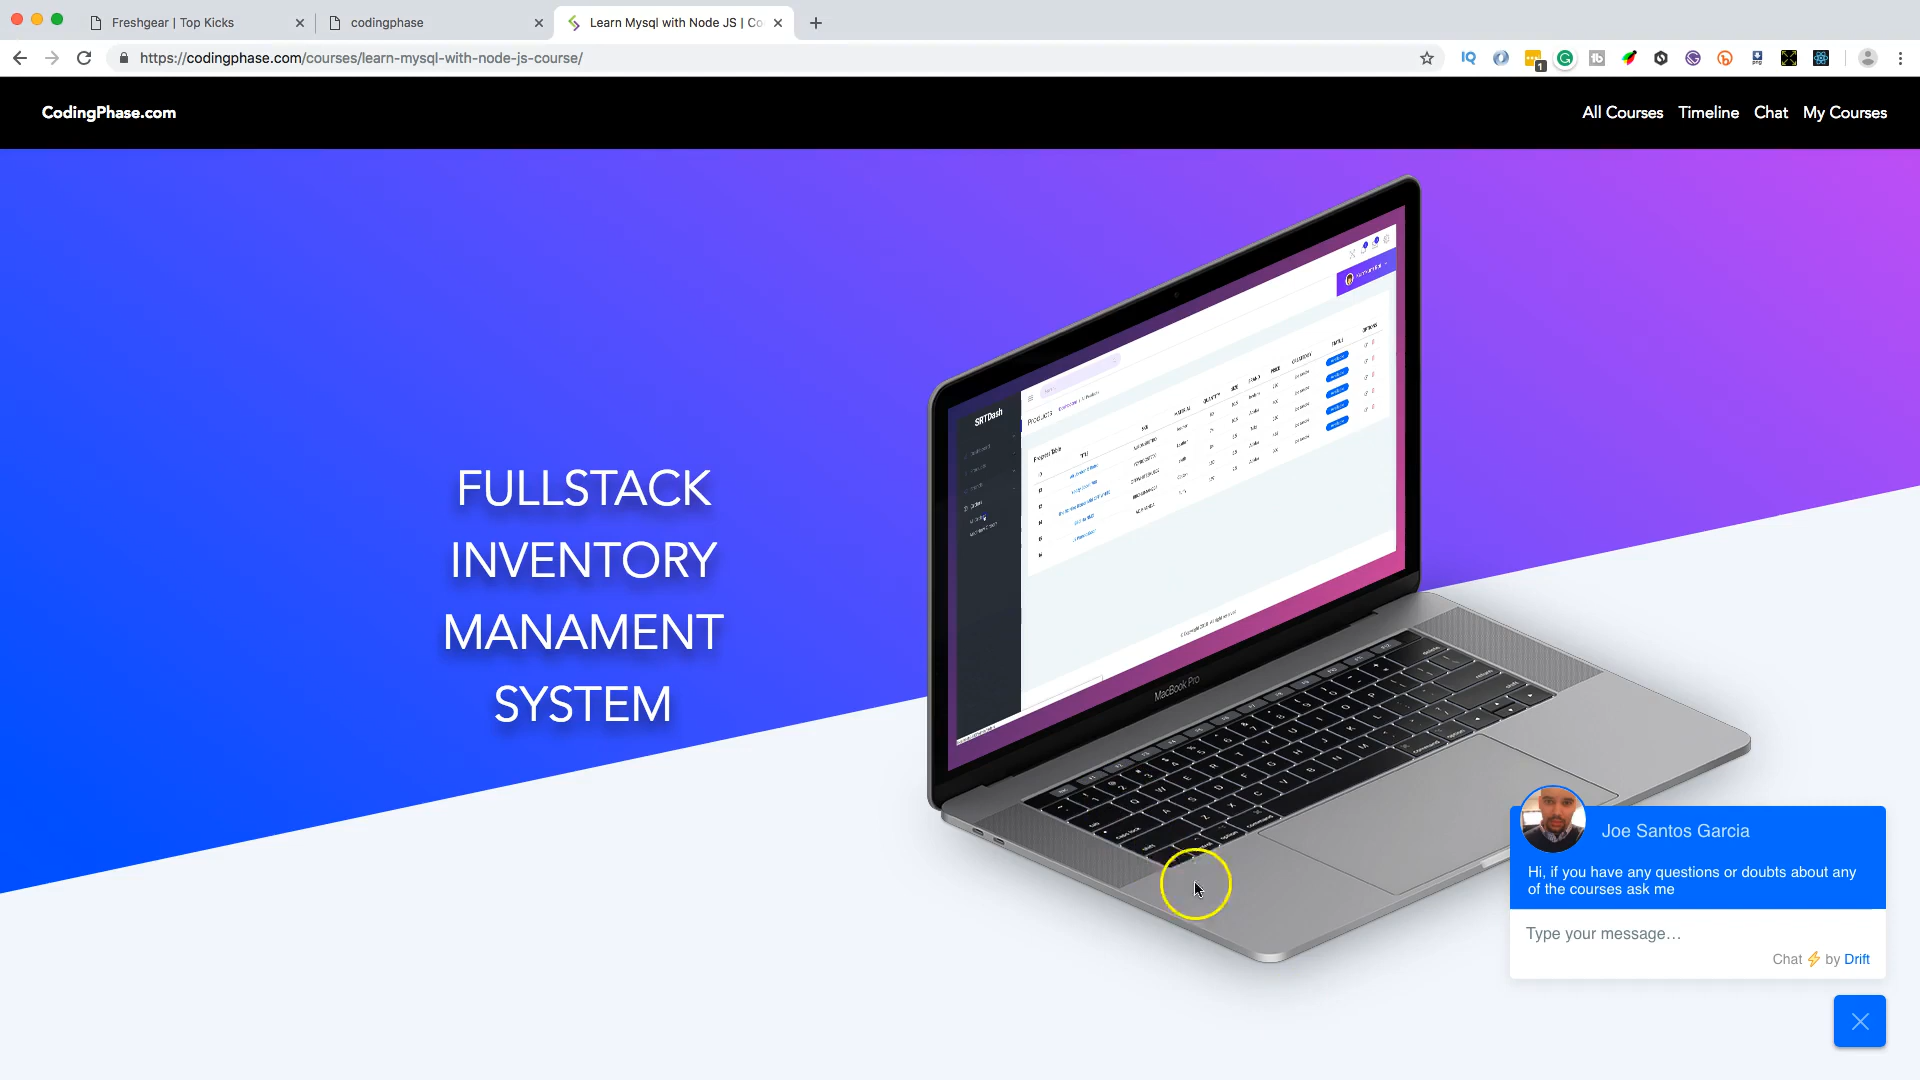 Freshgear | Top Kicks
codingphase
Learn Mysql with Node JS | Co
https://codingphase.com/courses/learn-mysql-with-node-js-course/
CodingPhase.com
All Courses Timeline Chat My Courses
FULLSTACK
INVENTORY
MANAMENT
SYSTEM
SRTDash
Products
MacBook Pro
Joe Santos Garcia
Hi, if you have any questions or doubts about any
of the courses ask me
Type your message…
Chat ⚡ by Drift